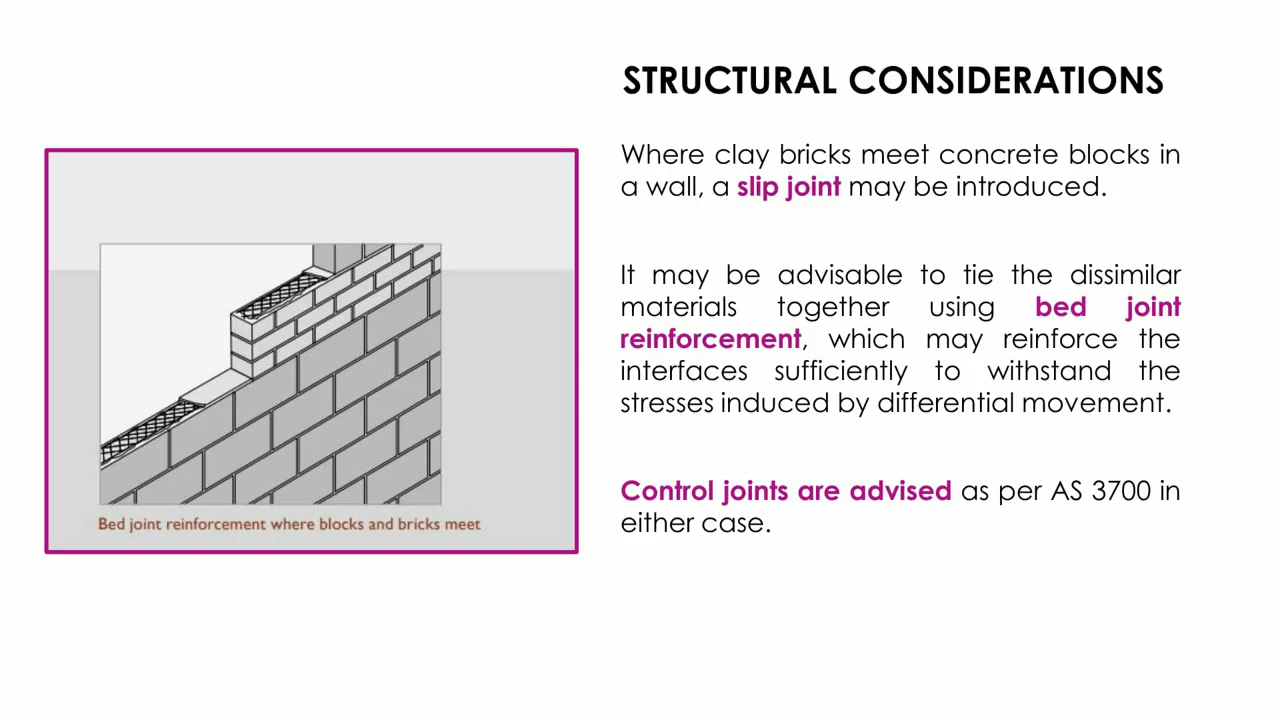 STRUCTURAL CONSIDERATIONS
Where clay bricks meet concrete blocks in
a wall, a slip joint may be introduced.
It may be advisable to tie the dissimilar
materials together using bed joint
reinforcement, which may reinforce the
interfaces sufficiently to withstand the
stresses induced by differential movement.
Control joints are advised as per AS 3700 in
either case.
Bed joint reinforcement where blocks and bricks meet